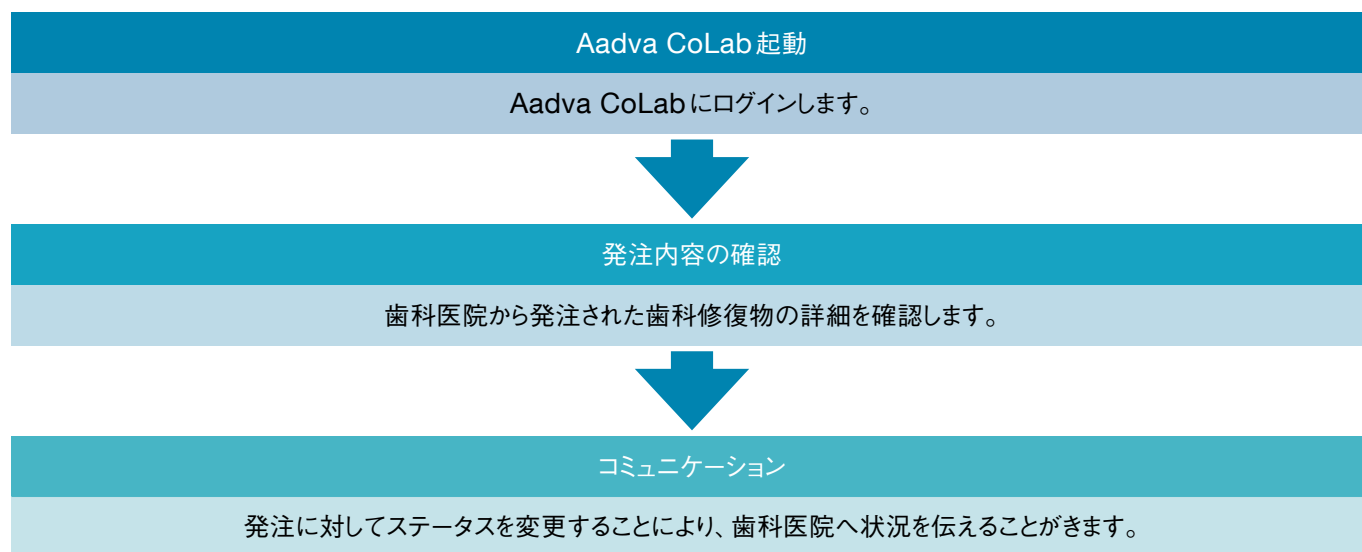 Aadva CoLab起動
Aadva CoLabにログインします。
発注内容の確認
歯科医院から発注された歯科修復物の詳細を確認します。
コミュニケーション
発注に対してステータスを変更することにより、歯科医院へ状況を伝えることがきます。